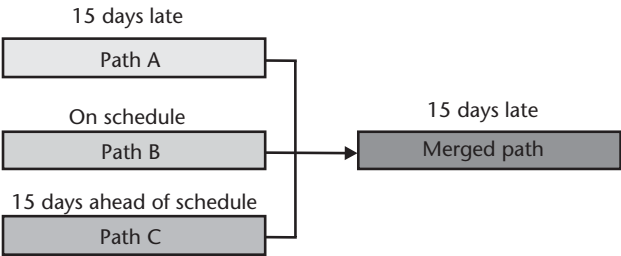 15 days late
Path A
On schedule
Path B
15 days ahead of schedule
Path C
15 days late
Merged path